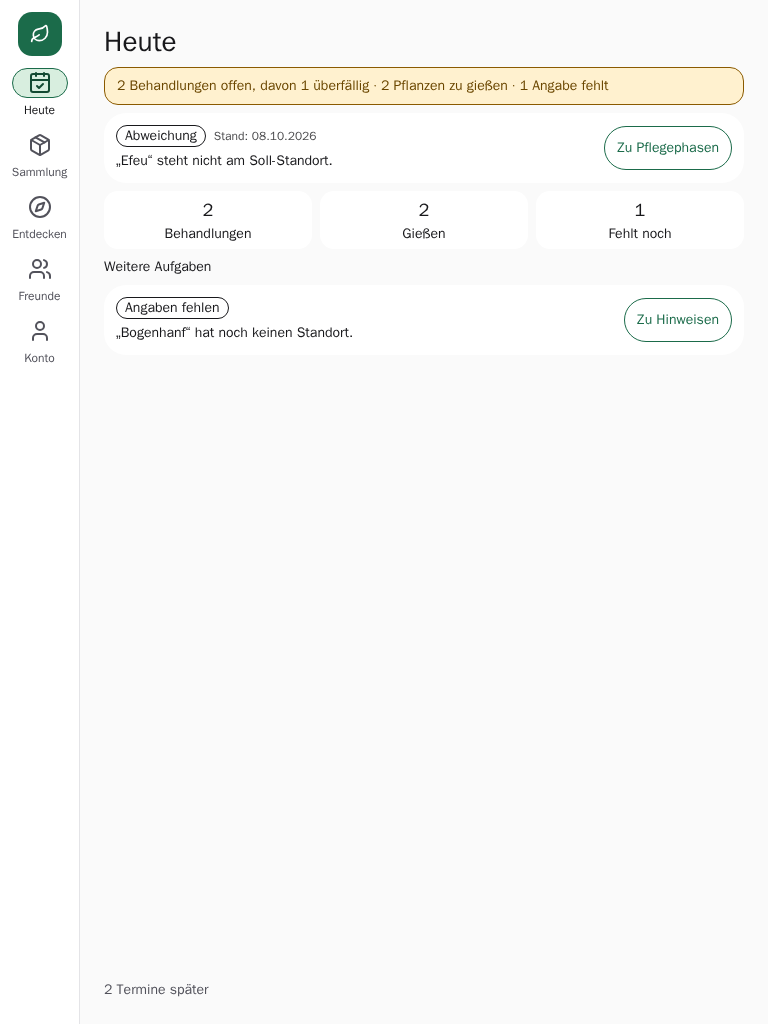 Heute
Sammlung
Entdecken
Freunde
Konto
Heute
2 Behandlungen offen, davon 1 überfällig · 2 Pflanzen zu gießen · 1 Angabe fehlt
Abweichung Stand: 08.10.2026
„Efeu“ steht nicht am Soll-Standort.
Zu Pflegephasen
2
Behandlungen
2
Gießen
1
Fehlt noch
Weitere Aufgaben
Angaben fehlen
„Bogenhanf“ hat noch keinen Standort.
Zu Hinweisen
2 Termine später